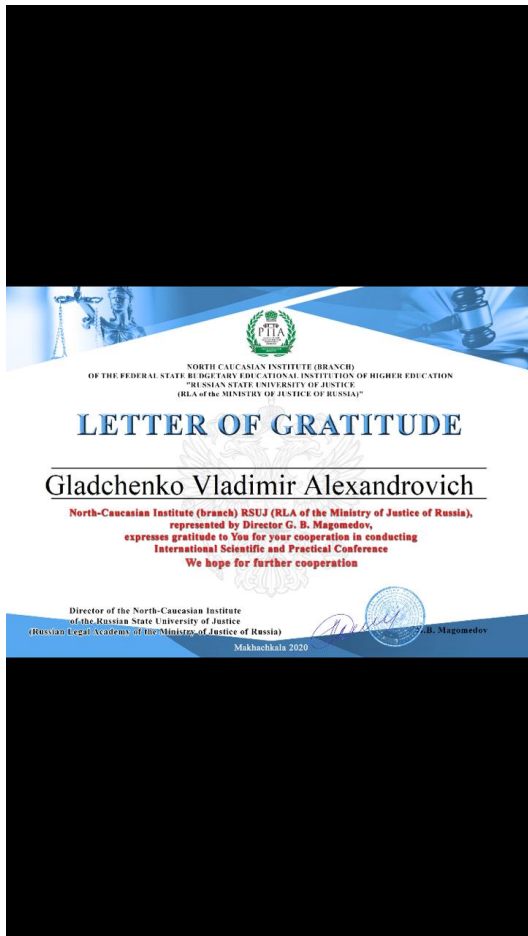 РПА
NORTH CAUCASIAN INSTITUTE (BRANCH)
OF THE FEDERAL STATE BUDGETARY EDUCATIONAL INSTITUTION OF HIGHER EDUCATION
"RUSSIAN STATE UNIVERSITY OF JUSTICE
(RLA of the MINISTRY OF JUSTICE OF RUSSIA)"
LETTER OF GRATITUDE
Gladchenko Vladimir Alexandrovich
North-Caucasian Institute (branch) RSUJ (RLA of the Ministry of Justice of Russia),
represented by Director G. B. Magomedov,
expresses gratitude to You for your cooperation in conducting
International Scientific and Practical Conference
We hope for further cooperation
Director of the North-Caucasian Institute
of the Russian State University of Justice
(Russian Legal Academy of the Ministry of Justice of Russia)
.B. Magomedov
Makhachkala 2020